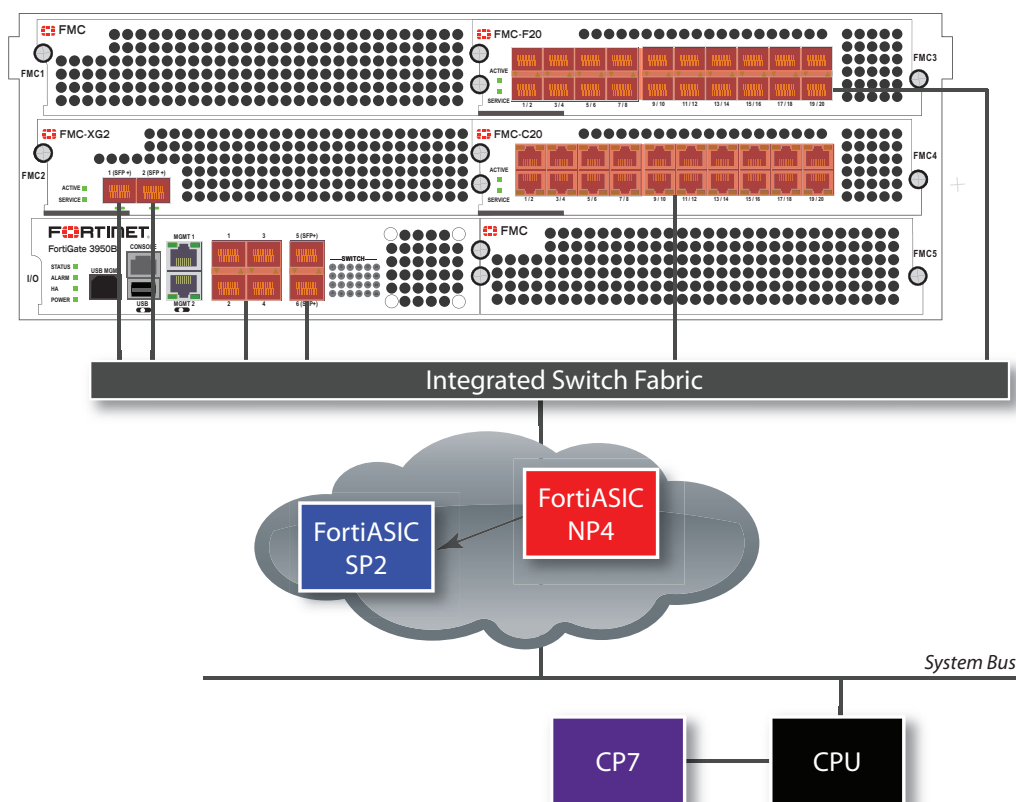 FMC
FMC1
FMC-F20
ACTIVE
SERVICE
1 / 2 3 / 4 5 / 6 7 / 8 9 / 10 11 / 12 13 / 14 15 / 16 17 / 18 19 / 20
FMC3
FMC-XG2
FMC2
1 (SFP +) 2 (SFP +)
ACTIVE
SERVICE
FMC-C20
ACTIVE
SERVICE
1 / 2 3 / 4 5 / 6 7 / 8 9 / 10 11 / 12 13 / 14 15 / 16 17 / 18 19 / 20
FMC4
FORTINET
FortiGate 3950B
I/O
STATUS
ALARM
HA
POWER
USB MGMT
CONSOLE
USB
MGMT 1
MGMT 2
1 3 5 (SFP+)
2 4 6 (SFP+)
SWITCH
FMC
FMC5
Integrated Switch Fabric
FortiASIC
NP4
FortiASIC
SP2
System Bus
CP7
CPU